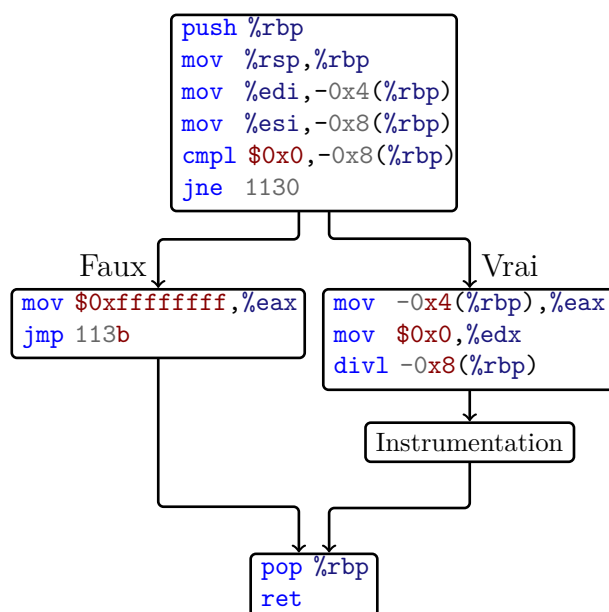 push %rbp
mov %rsp,%rbp
mov %edi,-0x4(%rbp)
mov %esi,-0x8(%rbp)
cmpl $0x0,-0x8(%rbp)
jne 1130
Faux
Vrai
mov $0xffffffff,%eax
jmp 113b
mov -0x4(%rbp),%eax
mov $0x0,%edx
divl -0x8(%rbp)
Instrumentation
pop %rbp
ret